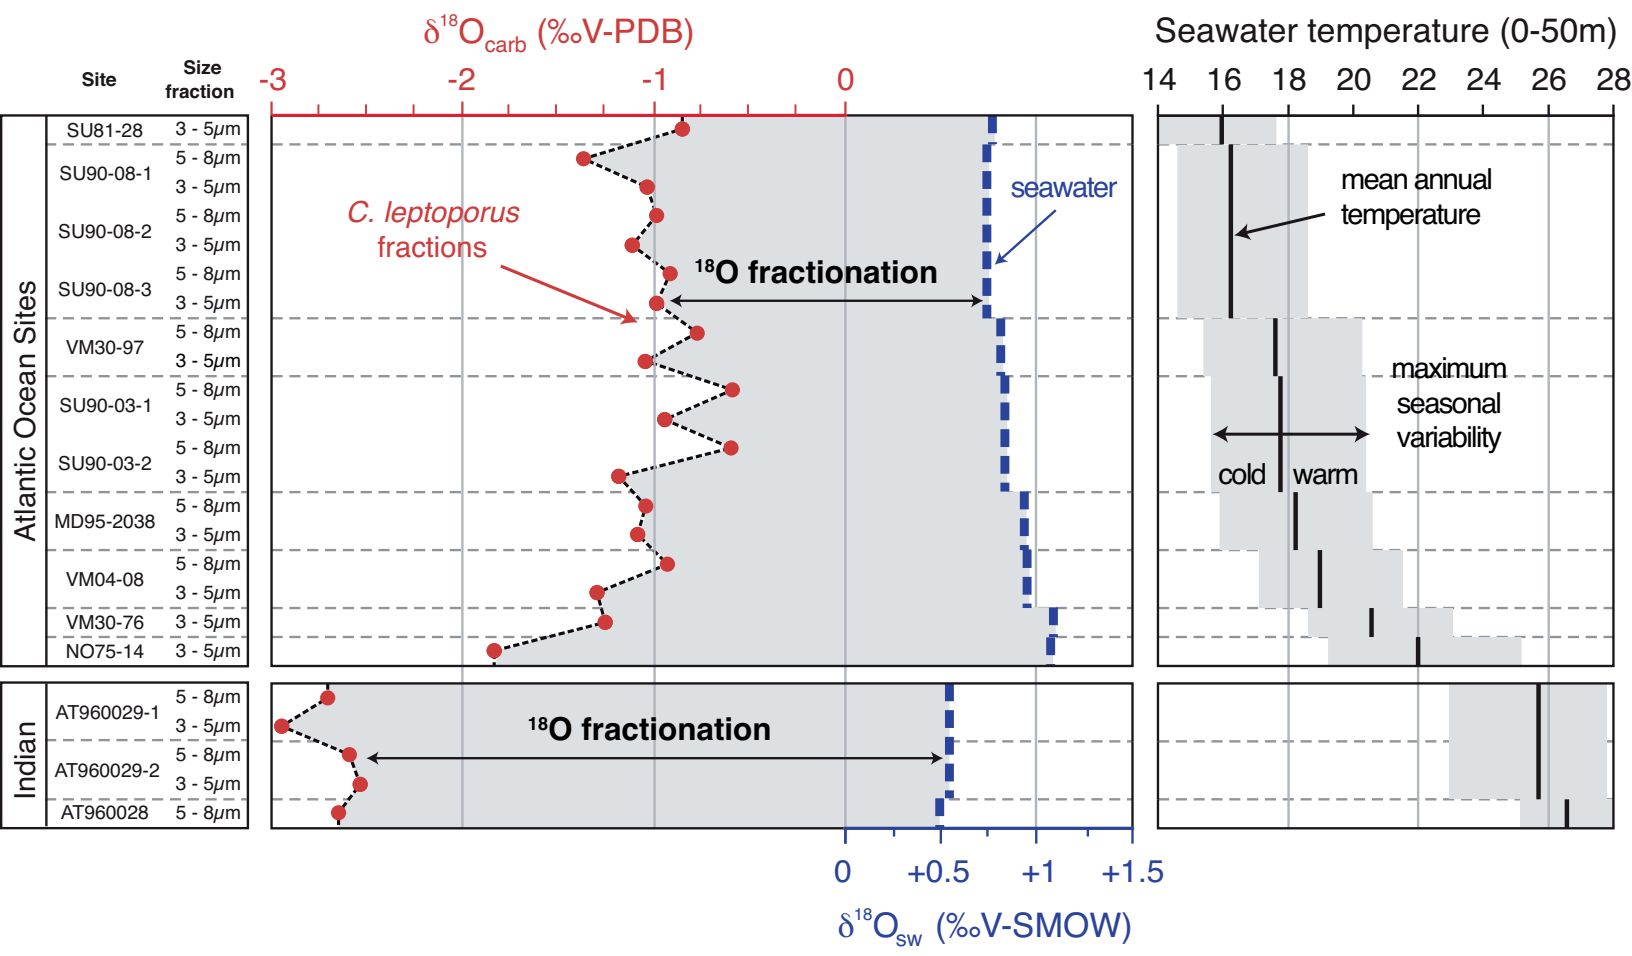 δ18Ocarb (‰V-PDB)
Seawater temperature (0-50m)
Site
Size
fraction
-3 -2 -1 0
14 16 18 20 22 24 26 28
Atlantic Ocean Sites
SU81-28 3 - 5µm
SU90-08-1
5 - 8µm
3 - 5µm
SU90-08-2
5 - 8µm
3 - 5µm
SU90-08-3
5 - 8µm
3 - 5µm
VM30-97
5 - 8µm
3 - 5µm
SU90-03-1
5 - 8µm
3 - 5µm
SU90-03-2
5 - 8µm
3 - 5µm
MD95-2038
5 - 8µm
3 - 5µm
VM04-08
5 - 8µm
3 - 5µm
VM30-76 3 - 5µm
NO75-14 3 - 5µm
C. leptoporus
fractions
18O fractionation
seawater
mean annual
temperature
maximum
seasonal
variability
cold warm
Indian
AT960029-1
5 - 8µm
3 - 5µm
AT960029-2
5 - 8µm
3 - 5µm
AT960028 5 - 8µm
18O fractionation
0 +0.5 +1 +1.5
δ18Osw (‰V-SMOW)